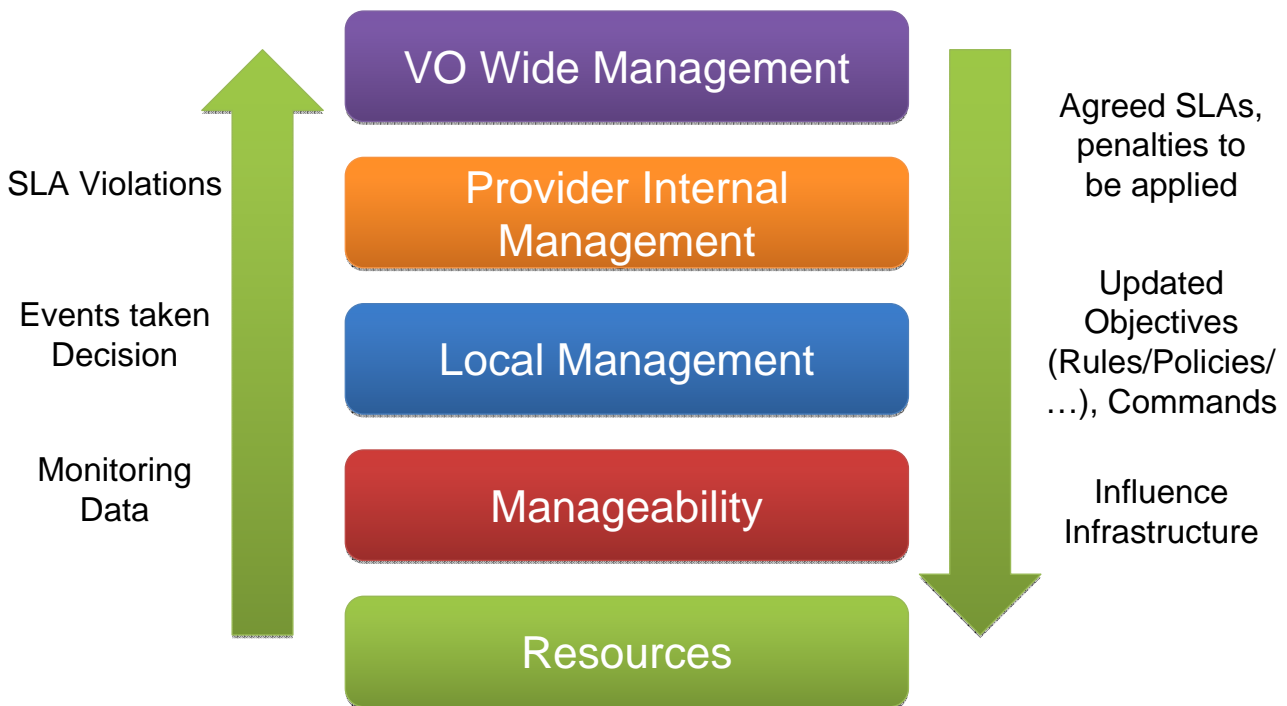 VO Wide Management
Provider Internal
Management
Local Management
Manageability
Resources
SLA Violations
Events taken
Decision
Monitoring
Data
Agreed SLAs,
penalties to
be applied
Updated
Objectives
(Rules/Policies/
…), Commands
Influence
Infrastructure